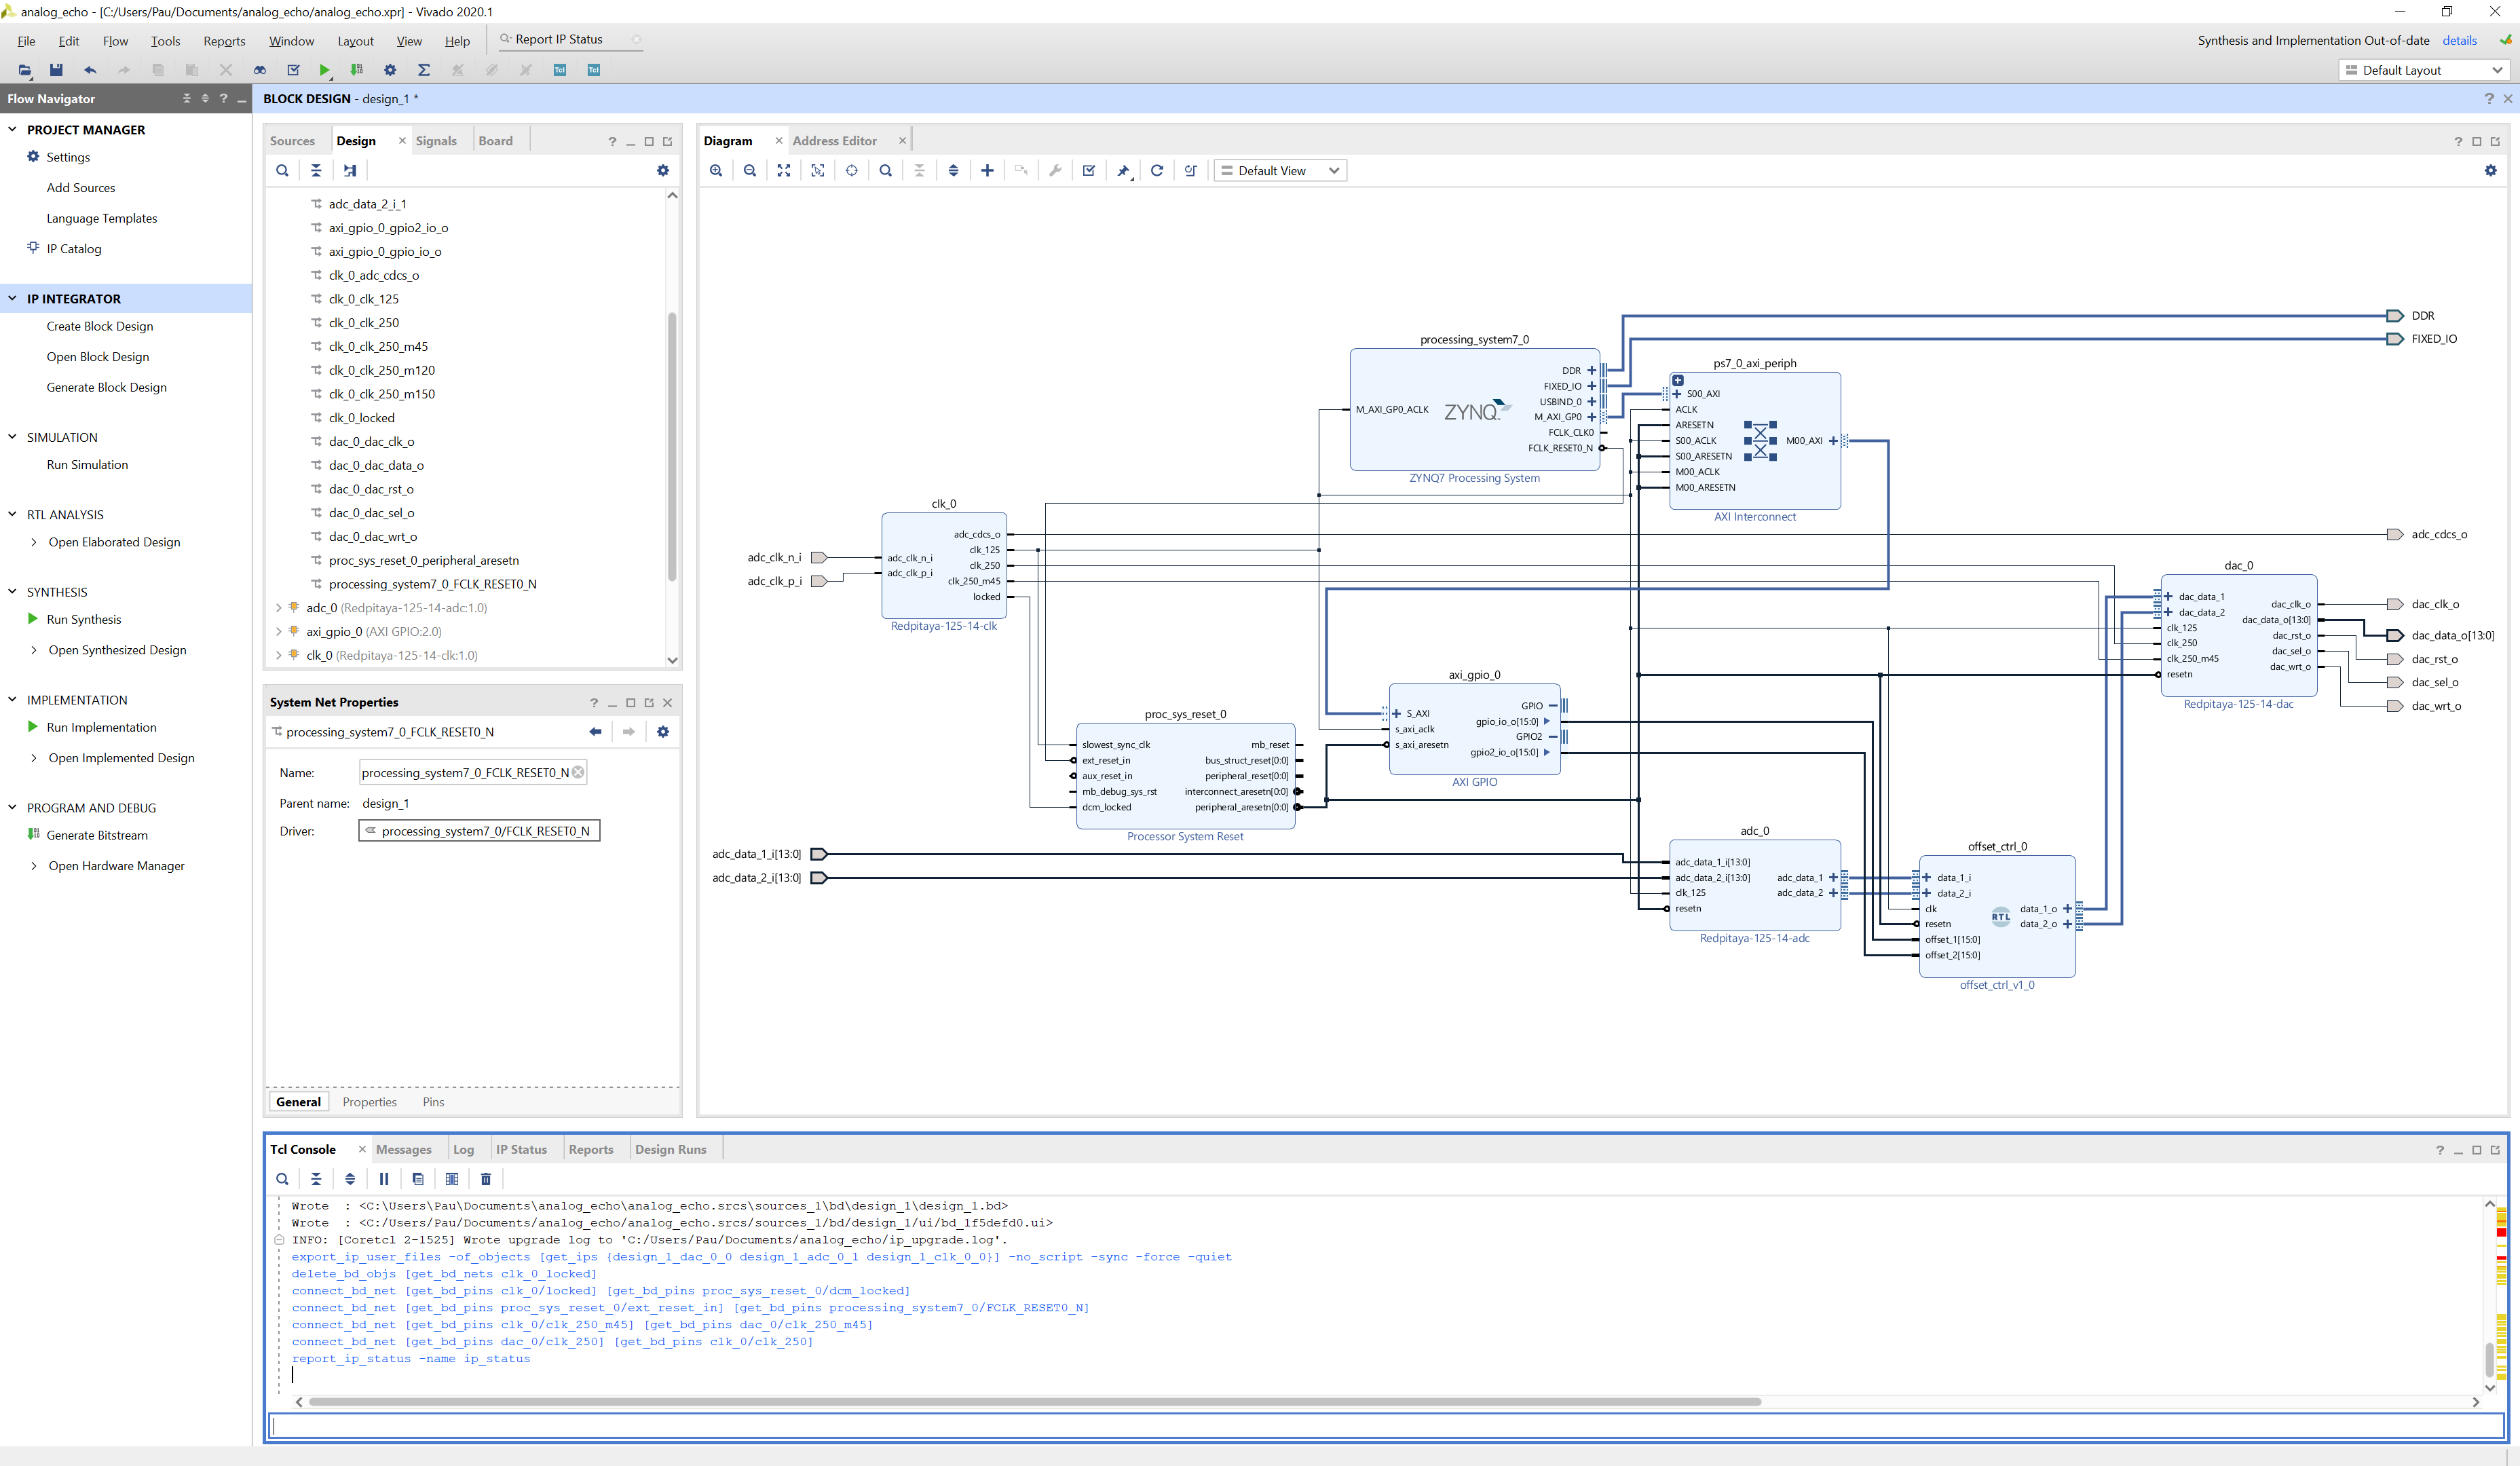 analog_echo - [C:/Users/Pau/Documents/analog_echo/analog_echo.xpr] - Vivado 2020.1
File Edit Flow Tools Reports Window Layout View Help Report IP Status
Synthesis and Implementation Out-of-date details
Tcl Tcl
Default Layout
Flow Navigator ?
PROJECT MANAGER
Settings
Add Sources
Language Templates
IP Catalog
IP INTEGRATOR
Create Block Design
Open Block Design
Generate Block Design
SIMULATION
Run Simulation
RTL ANALYSIS
Open Elaborated Design
SYNTHESIS
Run Synthesis
Open Synthesized Design
IMPLEMENTATION
Run Implementation
Open Implemented Design
PROGRAM AND DEBUG
Generate Bitstream
Open Hardware Manager
BLOCK DESIGN - design_1 * ?
Sources Design Signals Board ?
adc_data_2_i_1
axi_gpio_0_gpio2_io_o
axi_gpio_0_gpio_io_o
clk_0_adc_cdcs_o
clk_0_clk_125
clk_0_clk_250
clk_0_clk_250_m45
clk_0_clk_250_m120
clk_0_clk_250_m150
clk_0_locked
dac_0_dac_clk_o
dac_0_dac_data_o
dac_0_dac_rst_o
dac_0_dac_sel_o
dac_0_dac_wrt_o
proc_sys_reset_0_peripheral_aresetn
processing_system7_0_FCLK_RESET0_N
adc_0 (Redpitaya-125-14-adc:1.0)
axi_gpio_0 (AXI GPIO:2.0)
clk_0 (Redpitaya-125-14-clk:1.0)
System Net Properties ?
processing_system7_0_FCLK_RESET0_N
Name: processing_system7_0_FCLK_RESET0_N
Parent name: design_1
Driver: processing_system7_0/FCLK_RESET0_N
General Properties Pins
Diagram Address Editor ?
Default View
DDR
FIXED_IO
processing_system7_0
DDR
FIXED_IO
USBIND_0
M_AXI_GP0_ACLK
ZYNQ
M_AXI_GP0
FCLK_CLK0
FCLK_RESET0_N
ZYNQ7 Processing System
ps7_0_axi_periph
S00_AXI
ACLK
ARESETN
S00_ACLK
M00_AXI
S00_ARESETN
M00_ACLK
M00_ARESETN
AXI Interconnect
clk_0
adc_cdcs_o
adc_clk_n_i
adc_clk_p_i
clk_125
clk_250
clk_250_m45
locked
Redpitaya-125-14-clk
adc_clk_n_i
adc_clk_p_i
adc_cdcs_o
dac_0
dac_data_1
dac_data_2
clk_125
clk_250
clk_250_m45
resetn
dac_clk_o
dac_data_o[13:0]
dac_rst_o
dac_sel_o
dac_wrt_o
Redpitaya-125-14-dac
dac_clk_o
dac_data_o[13:0]
dac_rst_o
dac_sel_o
dac_wrt_o
axi_gpio_0
S_AXI
s_axi_aclk
s_axi_aresetn
GPIO
gpio_io_o[15:0]
GPIO2
gpio2_io_o[15:0]
AXI GPIO
proc_sys_reset_0
slowest_sync_clk
ext_reset_in
aux_reset_in
mb_debug_sys_rst
dcm_locked
mb_reset
bus_struct_reset[0:0]
peripheral_reset[0:0]
interconnect_aresetn[0:0]
peripheral_aresetn[0:0]
Processor System Reset
adc_data_1_i[13:0]
adc_data_2_i[13:0]
adc_0
adc_data_1_i[13:0]
adc_data_2_i[13:0]
clk_125
resetn
adc_data_1
adc_data_2
Redpitaya-125-14-adc
offset_ctrl_0
data_1_i
data_2_i
clk
resetn
offset_1[15:0]
offset_2[15:0]
RTL
data_1_o
data_2_o
offset_ctrl_v1_0
Tcl Console Messages Log IP Status Reports Design Runs ?
Wrote : <C:\Users\Pau\Documents\analog_echo\analog_echo.srcs\sources_1\bd\design_1\design_1.bd>
Wrote : <C:/Users/Pau/Documents/analog_echo/analog_echo.srcs/sources_1/bd/design_1/ui/bd_1f5defd0.ui>
INFO: [Coretcl 2-1525] Wrote upgrade log to 'C:/Users/Pau/Documents/analog_echo/ip_upgrade.log'.
export_ip_user_files -of_objects [get_ips {design_1_dac_0_0 design_1_adc_0_1 design_1_clk_0_0}] -no_script -sync -force -quiet
delete_bd_objs [get_bd_nets clk_0_locked]
connect_bd_net [get_bd_pins clk_0/locked] [get_bd_pins proc_sys_reset_0/dcm_locked]
connect_bd_net [get_bd_pins proc_sys_reset_0/ext_reset_in] [get_bd_pins processing_system7_0/FCLK_RESET0_N]
connect_bd_net [get_bd_pins clk_0/clk_250_m45] [get_bd_pins dac_0/clk_250_m45]
connect_bd_net [get_bd_pins dac_0/clk_250] [get_bd_pins clk_0/clk_250]
report_ip_status -name ip_status